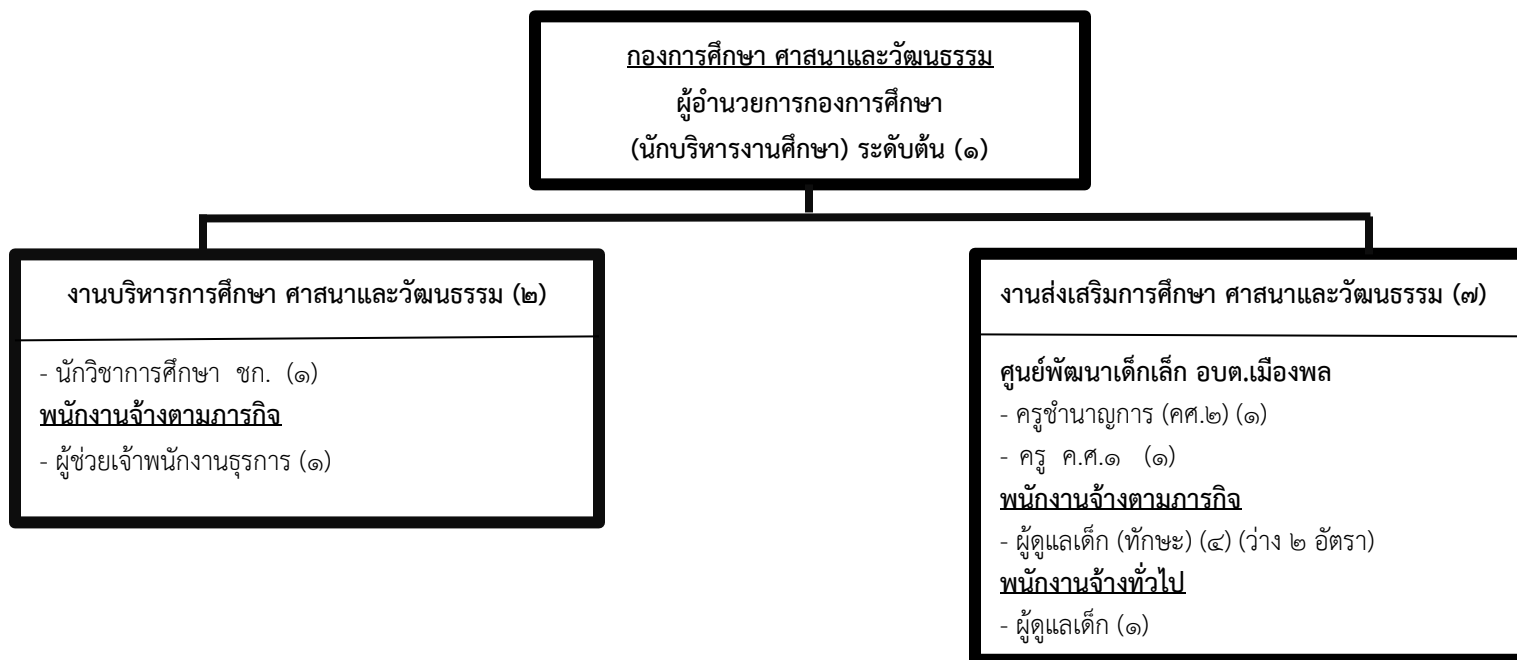 กองการศึกษา ศาสนาและวัฒนธรรม
ผู้อำนวยการกองการศึกษา
(นักบริหารงานศึกษา) ระดับต้น (๑)
งานบริหารการศึกษา ศาสนาและวัฒนธรรม (๒)
- นักวิชาการศึกษา ชก. (๑)
พนักงานจ้างตามภารกิจ
- ผู้ช่วยเจ้าพนักงานธุรการ (๑)
งานส่งเสริมการศึกษา ศาสนาและวัฒนธรรม (๗)
ศูนย์พัฒนาเด็กเล็ก อบต.เมืองพล
- ครูชำนาญการ (คศ.๒) (๑)
- ครู ค.ศ.๑ (๑)
พนักงานจ้างตามภารกิจ
- ผู้ดูแลเด็ก (ทักษะ) (๔) (ว่าง ๒ อัตรา)
พนักงานจ้างทั่วไป
- ผู้ดูแลเด็ก (๑)